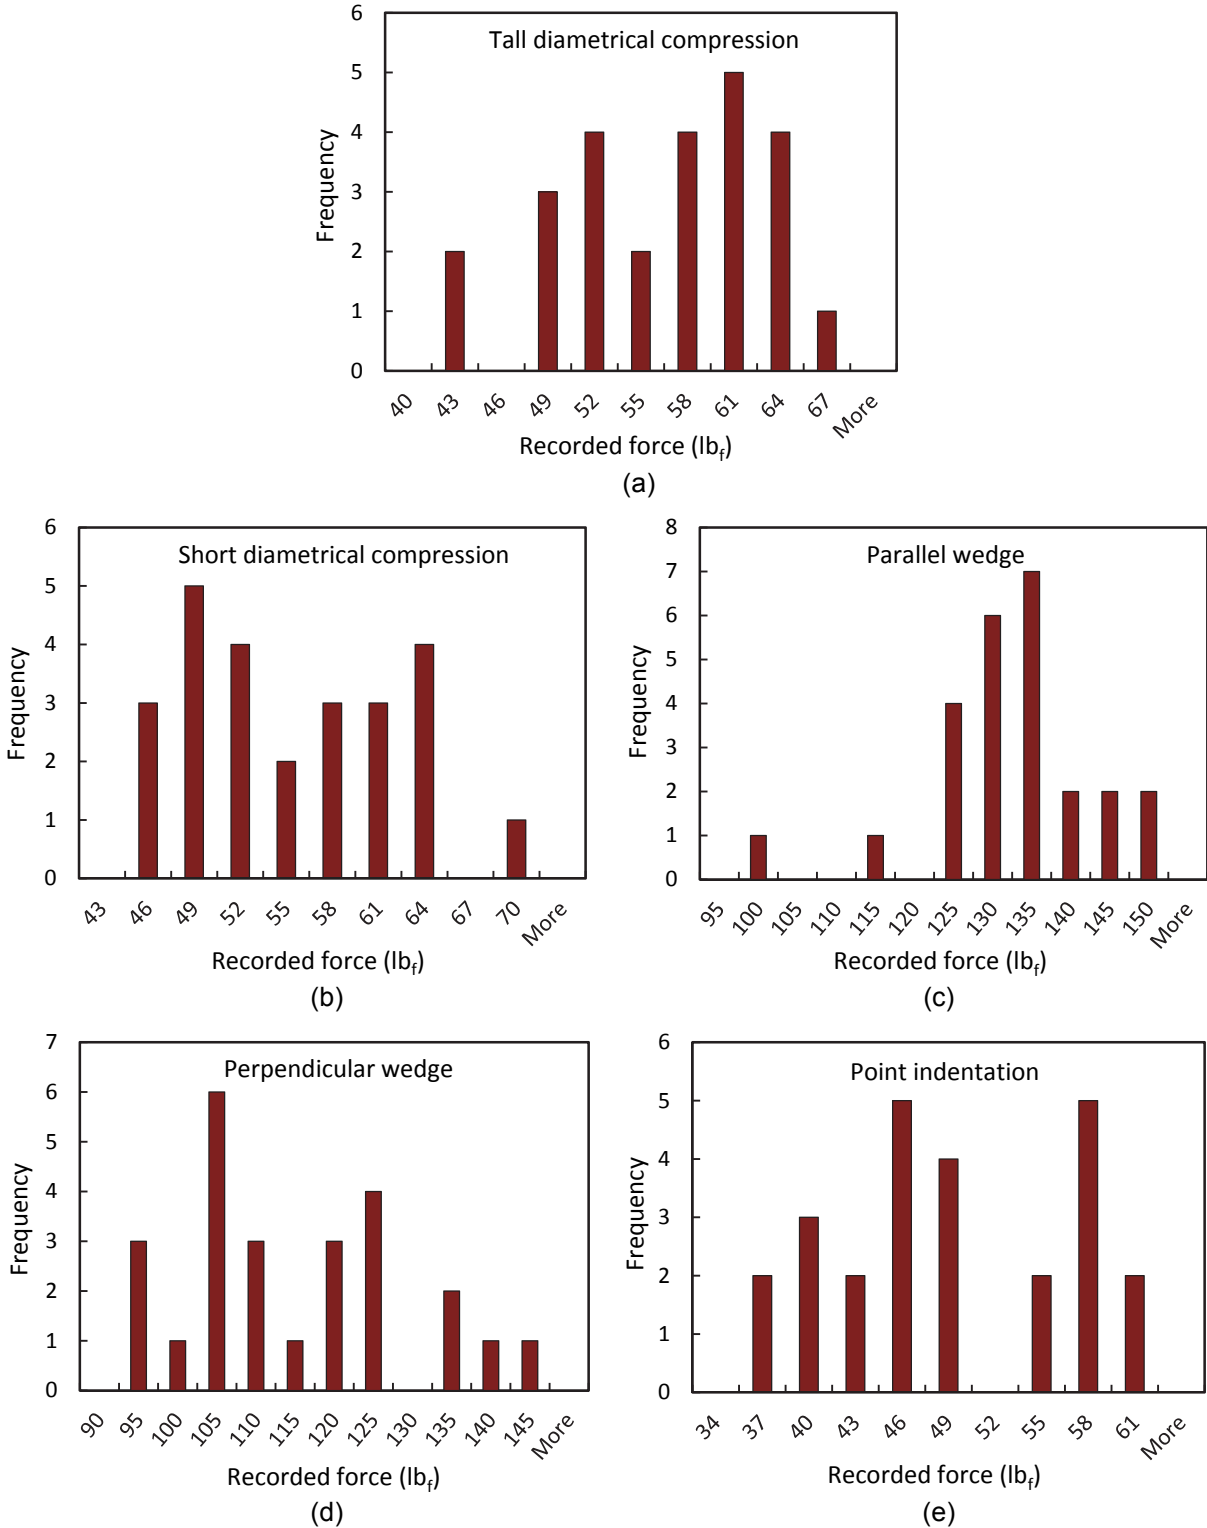 6
Tall diametrical compression
5
4
3
2
1
0
Frequency
40 43 46 49 52 55 58 61 64 67 More
Recorded force (lbf)
(a)
6
Short diametrical compression
5
4
3
2
1
0
Frequency
43 46 49 52 55 58 61 64 67 70 More
Recorded force (lbf)
(b)
8
Parallel wedge
7
6
5
4
3
2
1
0
Frequency
95 100 105 110 115 120 125 130 135 140 145 150 More
Recorded force (lbf)
(c)
7
Perpendicular wedge
6
5
4
3
2
1
0
Frequency
90 95 100 105 110 115 120 125 130 135 140 145 More
Recorded force (lbf)
(d)
6
Point indentation
5
4
3
2
1
0
Frequency
34 37 40 43 46 49 52 55 58 61 More
Recorded force (lbf)
(e)